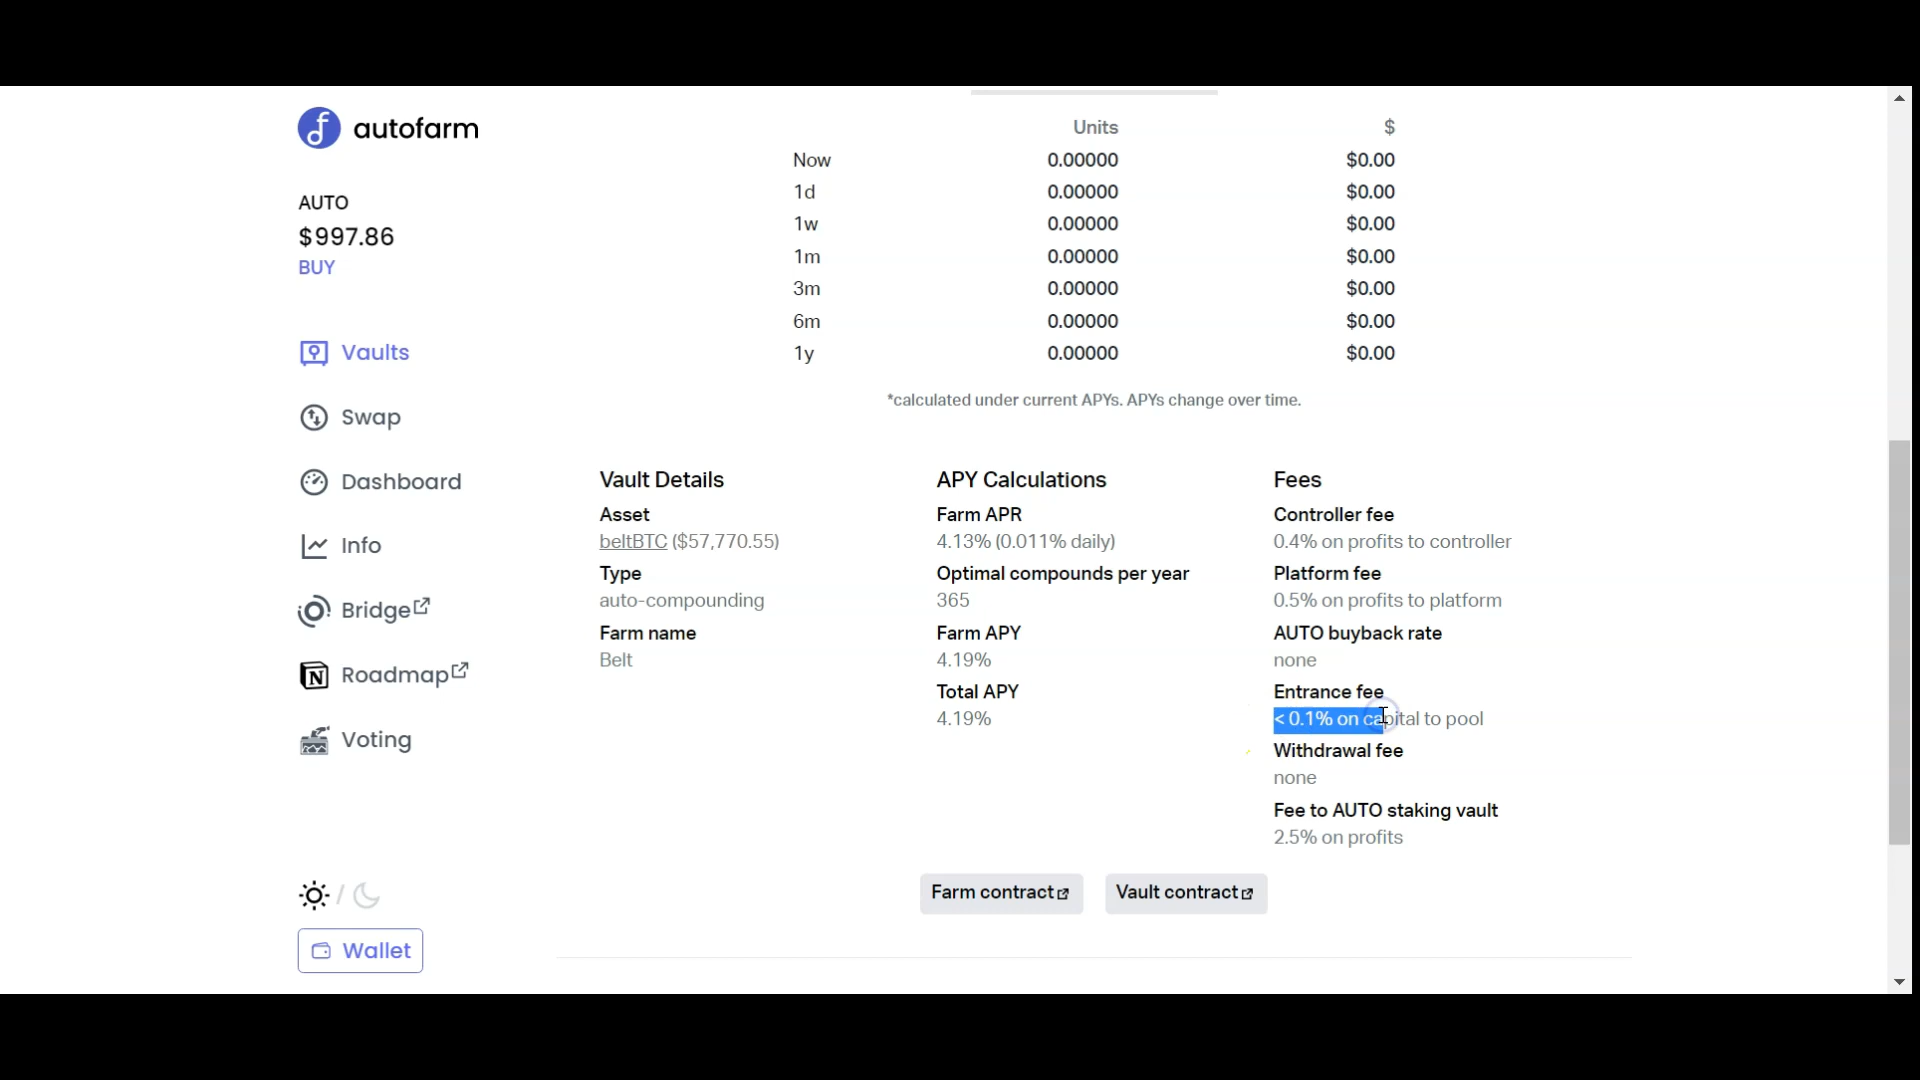 autofarm
AUTO
$997.86
BUY
Vaults
Swap
Dashboard
Info
Bridge
Roadmap
Voting
Wallet
Units $
Now 0.00000 $0.00
1d 0.00000 $0.00
1w 0.00000 $0.00
1m 0.00000 $0.00
3m 0.00000 $0.00
6m 0.00000 $0.00
1y 0.00000 $0.00
*calculated under current APYs. APYs change over time.
Vault Details
Asset
beltBTC ($57,770.55)
Type
auto-compounding
Farm name
Belt
APY Calculations
Farm APR
4.13% (0.011% daily)
Optimal compounds per year
365
Farm APY
4.19%
Total APY
4.19%
Fees
Controller fee
0.4% on profits to controller
Platform fee
0.5% on profits to platform
AUTO buyback rate
none
Entrance fee
< 0.1% on capital to pool
Withdrawal fee
none
Fee to AUTO staking vault
2.5% on profits
Farm contract
Vault contract